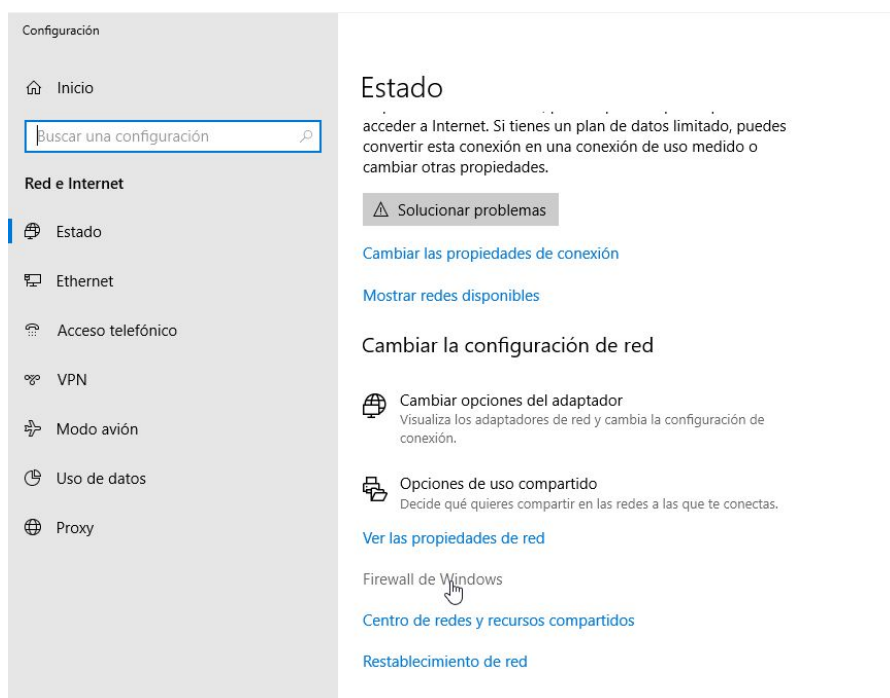 Configuración
Inicio
Buscar una configuración
Red e Internet
Estado
Ethernet
Acceso telefónico
VPN
Modo avión
Uso de datos
Proxy
Estado
acceder a Internet. Si tienes un plan de datos limitado, puedes
convertir esta conexión en una conexión de uso medido o
cambiar otras propiedades.
Solucionar problemas
Cambiar las propiedades de conexión
Mostrar redes disponibles
Cambiar la configuración de red
Cambiar opciones del adaptador
Visualiza los adaptadores de red y cambia la configuración de
conexión.
Opciones de uso compartido
Decide qué quieres compartir en las redes a las que te conectas.
Ver las propiedades de red
Firewall de Windows
Centro de redes y recursos compartidos
Restablecimiento de red